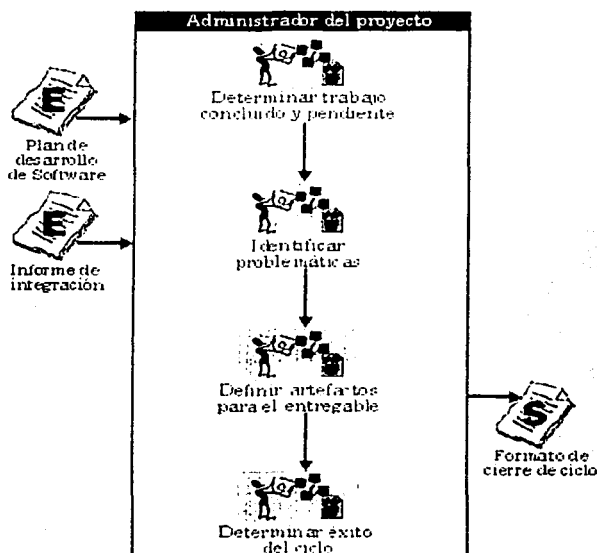 Administrador del proyecto
Determinar trabajo
concluido y pendiente
E
Plan de
desarrollo
de Software
E
Informe de
integración
Identificar
problemáticas
Definir artefactos
para el entregable
S
Formato de
cierre de ciclo
Determinar éxito
del ciclo